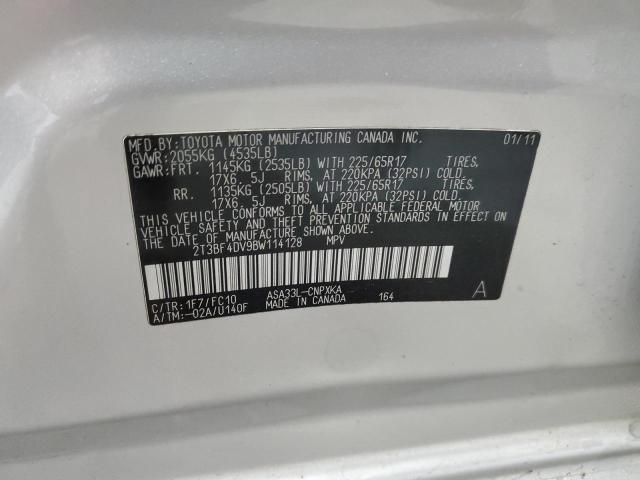 MFD.BY:TOYOTA MOTOR MANUFACTURING CANADA INC. 01/11
GVWR:2055KG (4535LB)
GAWR:FRT. 1145KG (2535LB) WITH 225/65R17 TIRES,
17X6.5J RIMS, AT 220KPA (32PSI) COLD.
RR. 1135KG (2505LB) WITH 225/65R17 TIRES,
17X6.5J RIMS, AT 220KPA (32PSI) COLD.
THIS VEHICLE CONFORMS TO ALL APPLICABLE FEDERAL MOTOR
VEHICLE SAFETY AND THEFT PREVENTION STANDARDS IN EFFECT ON
THE DATE OF MANUFACTURE SHOWN ABOVE.
2T3BF4DV9BW114128 MPV
C/TR:1F7/FC10 ASA33L-CNPXKA 164 A
A/TM:-02A/U140F MADE IN CANADA